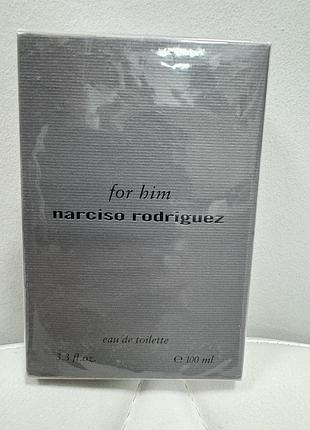 for him
narciso rodriguez
eau de toilette
3.3 fl.oz. ℮ 100 ml